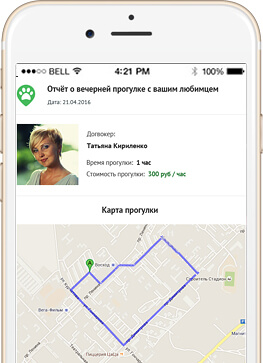 BELL 4:21 PM 100%
Отчёт о вечерней прогулке с вашим любимцем
Дата: 21.04.2016
Догвокер:
Татьяна Кириленко
Время прогулки: 1 час
Стоимость прогулки: 300 руб / час
Карта прогулки
A
Восход
Строитель Стадион
Вега-Фильм
Пиццерия Цезарь